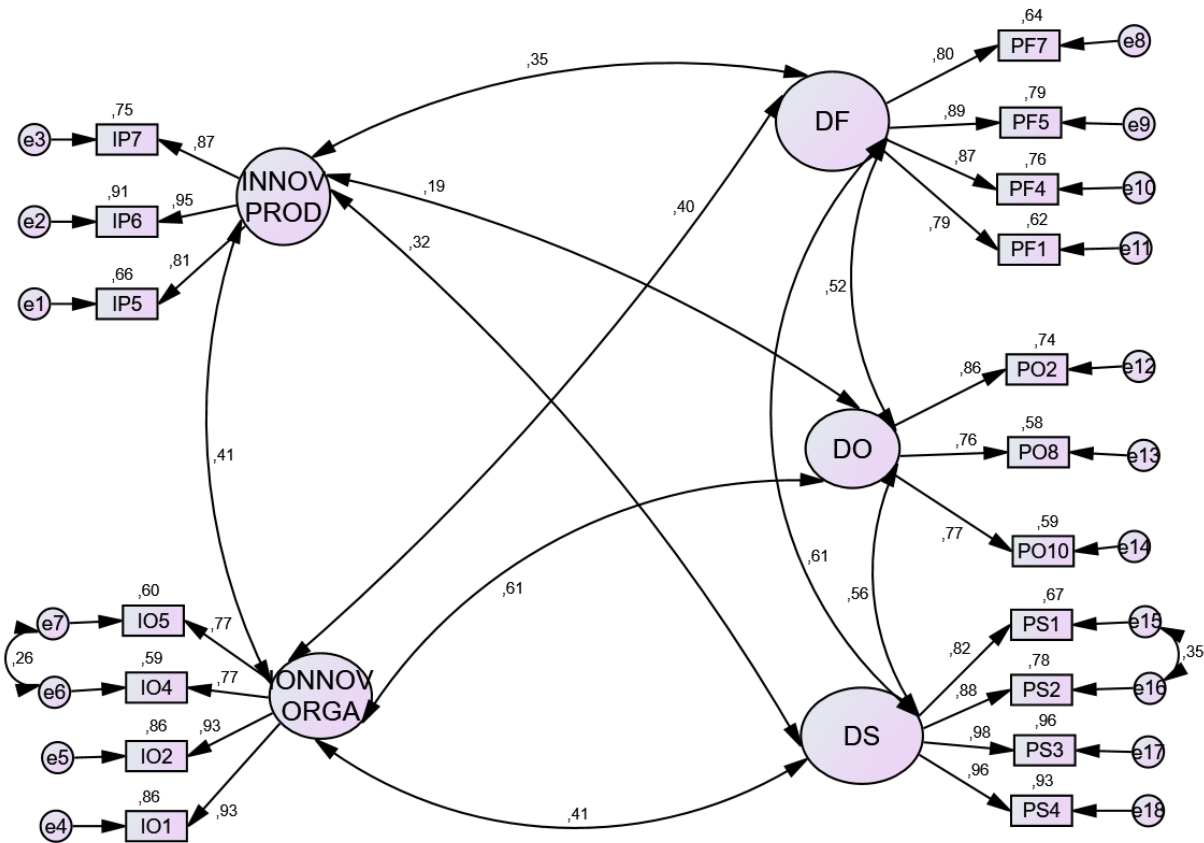 ,64
PF7
e8
,80
,35
,79
PF5
e9
,89
DF
,75
IP7
e3
,87
,76
PF4
e10
,87
INNOV
PROD
,91
IP6
e2
,95
,19
,40
,62
PF1
e11
,79
,32
,66
IP5
e1
,81
,52
,74
PO2
e12
,86
,58
PO8
e13
,76
DO
,41
,59
PO10
e14
,77
,61
,61
,56
,60
IO5
e7
,77
,26
,59
IO4
e6
,77
IONNOV
ORGA
,86
IO2
e5
,93
,86
IO1
e4
,93
,67
PS1
e15
,82
,35
,78
PS2
e16
,88
DS
,96
PS3
e17
,98
,93
PS4
e18
,96
,41